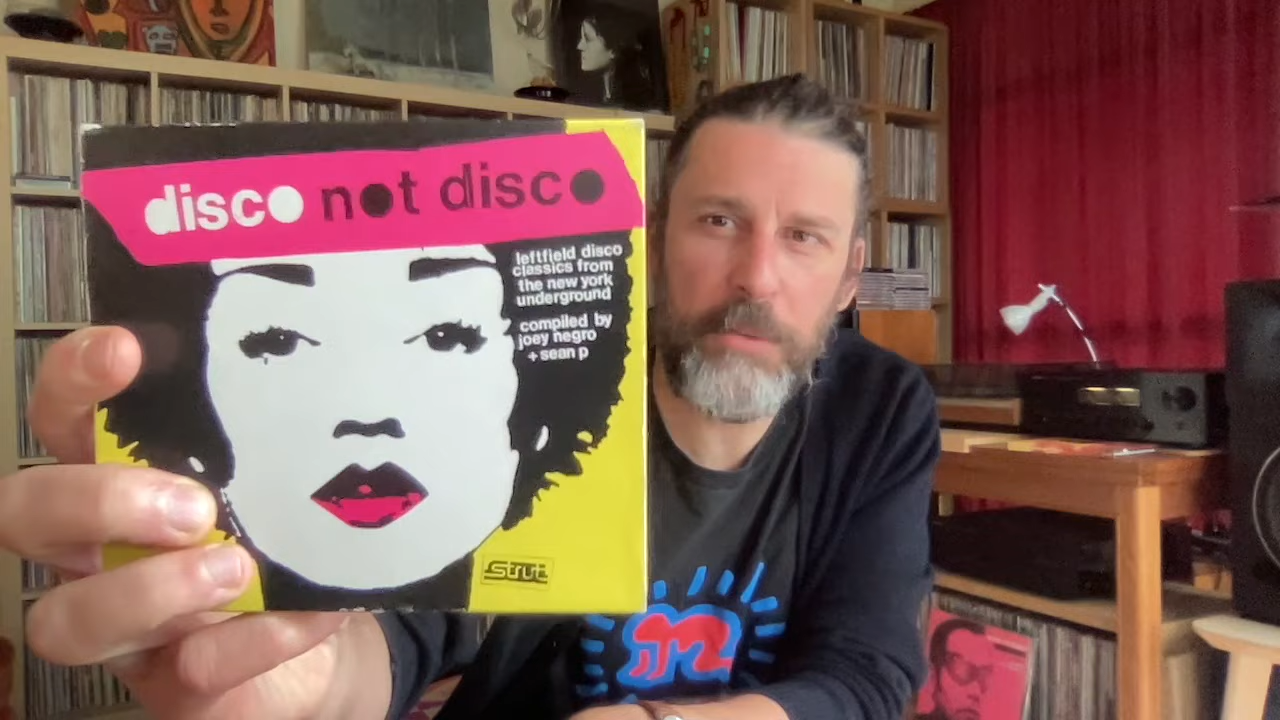 disco not disco
leftfield disco
classics from
the new york
underground
compiled by
joey negro
+ sean p
strut